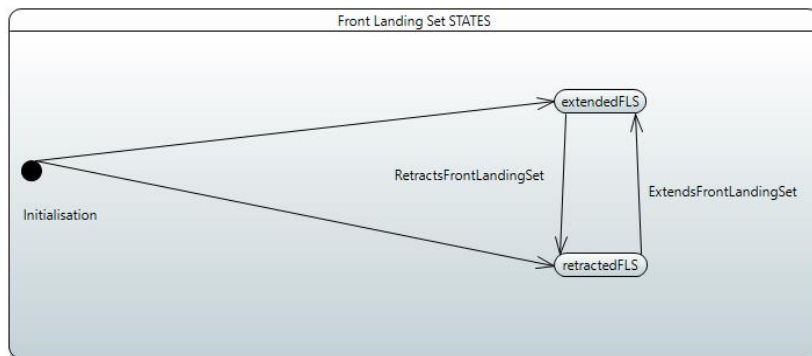 Front Landing Set STATES
extendedFLS
RetractsFrontLandingSet
ExtendsFrontLandingSet
Initialisation
retractedFLS